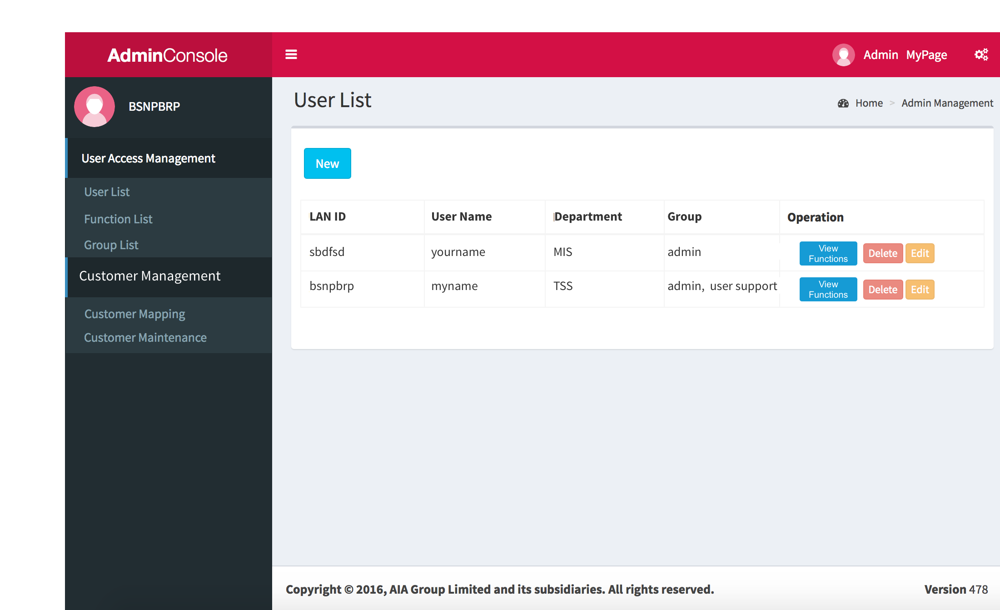 AdminConsole
Admin MyPage
BSNPBRP
User Access Management
User List
Function List
Group List
Customer Management
Customer Mapping
Customer Maintenance
User List
Home > Admin Management
New
LAN ID User Name Department Group Operation
sbdfsd yourname MIS admin View Functions Delete Edit
bsnpbrp myname TSS admin, user support View Functions Delete Edit
Copyright © 2016, AIA Group Limited and its subsidiaries. All rights reserved.
Version 478